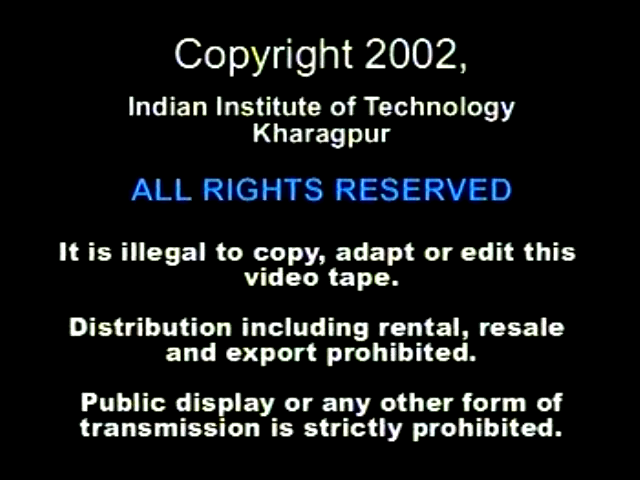 Copyright 2002,
Indian Institute of Technology
Kharagpur
ALL RIGHTS RESERVED
It is illegal to copy, adapt or edit this
video tape.
Distribution including rental, resale
and export prohibited.
Public display or any other form of
transmission is strictly prohibited.